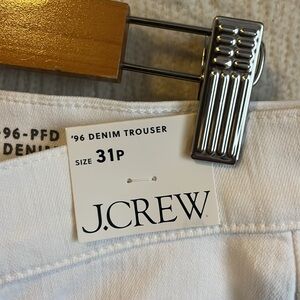 -96-PFD
DENIM
'96 DENIM TROUSER
SIZE 31P
J.CREW